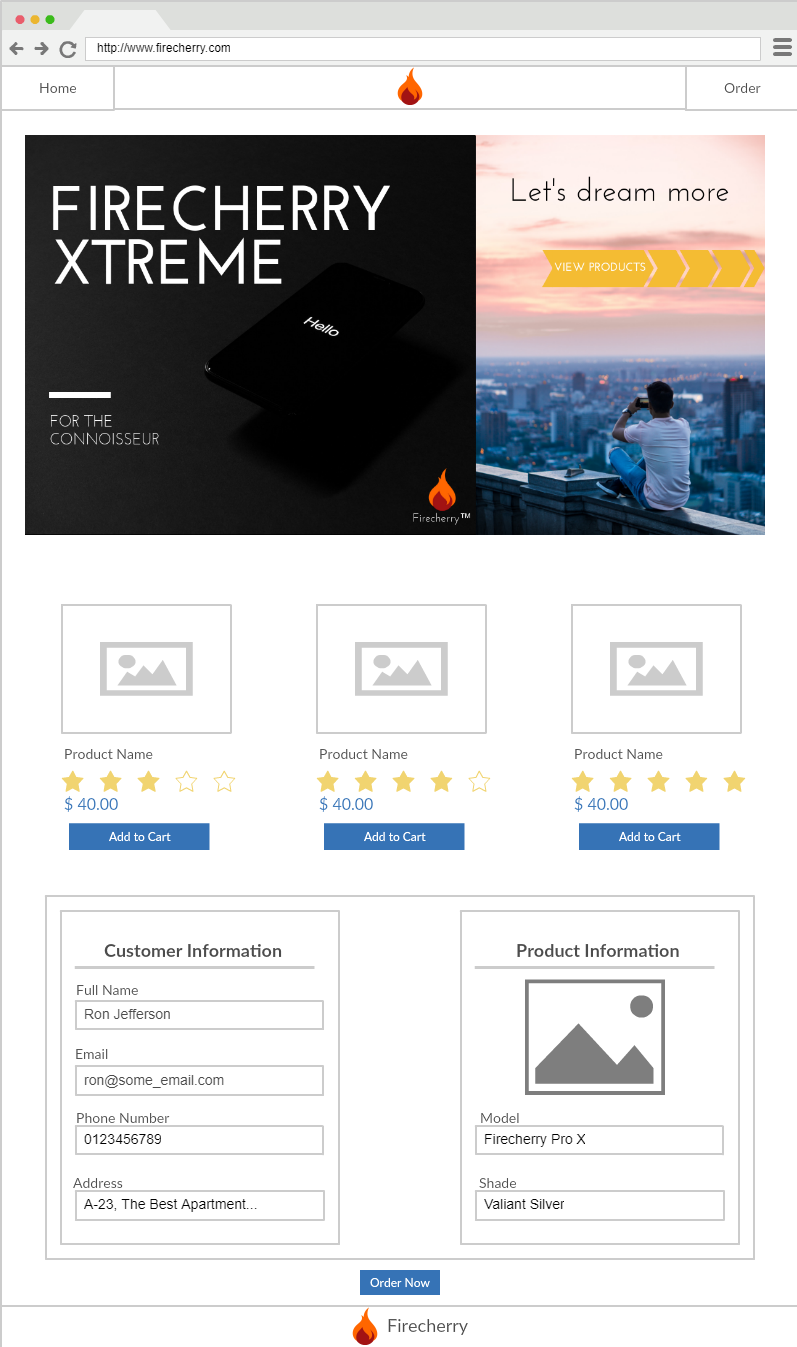 http://www.firecherry.com
Home
Order
FIRECHERRY
XTREME
Hello
FOR THE
CONNOISSEUR
Firecherry™
Let's dream more
VIEW PRODUCTS
Product Name
$ 40.00
Add to Cart
Product Name
$ 40.00
Add to Cart
Product Name
$ 40.00
Add to Cart
Customer Information
Full Name
Ron Jefferson
Email
ron@some_email.com
Phone Number
0123456789
Address
A-23, The Best Apartment...
Product Information
Model
Firecherry Pro X
Shade
Valiant Silver
Order Now
Firecherry